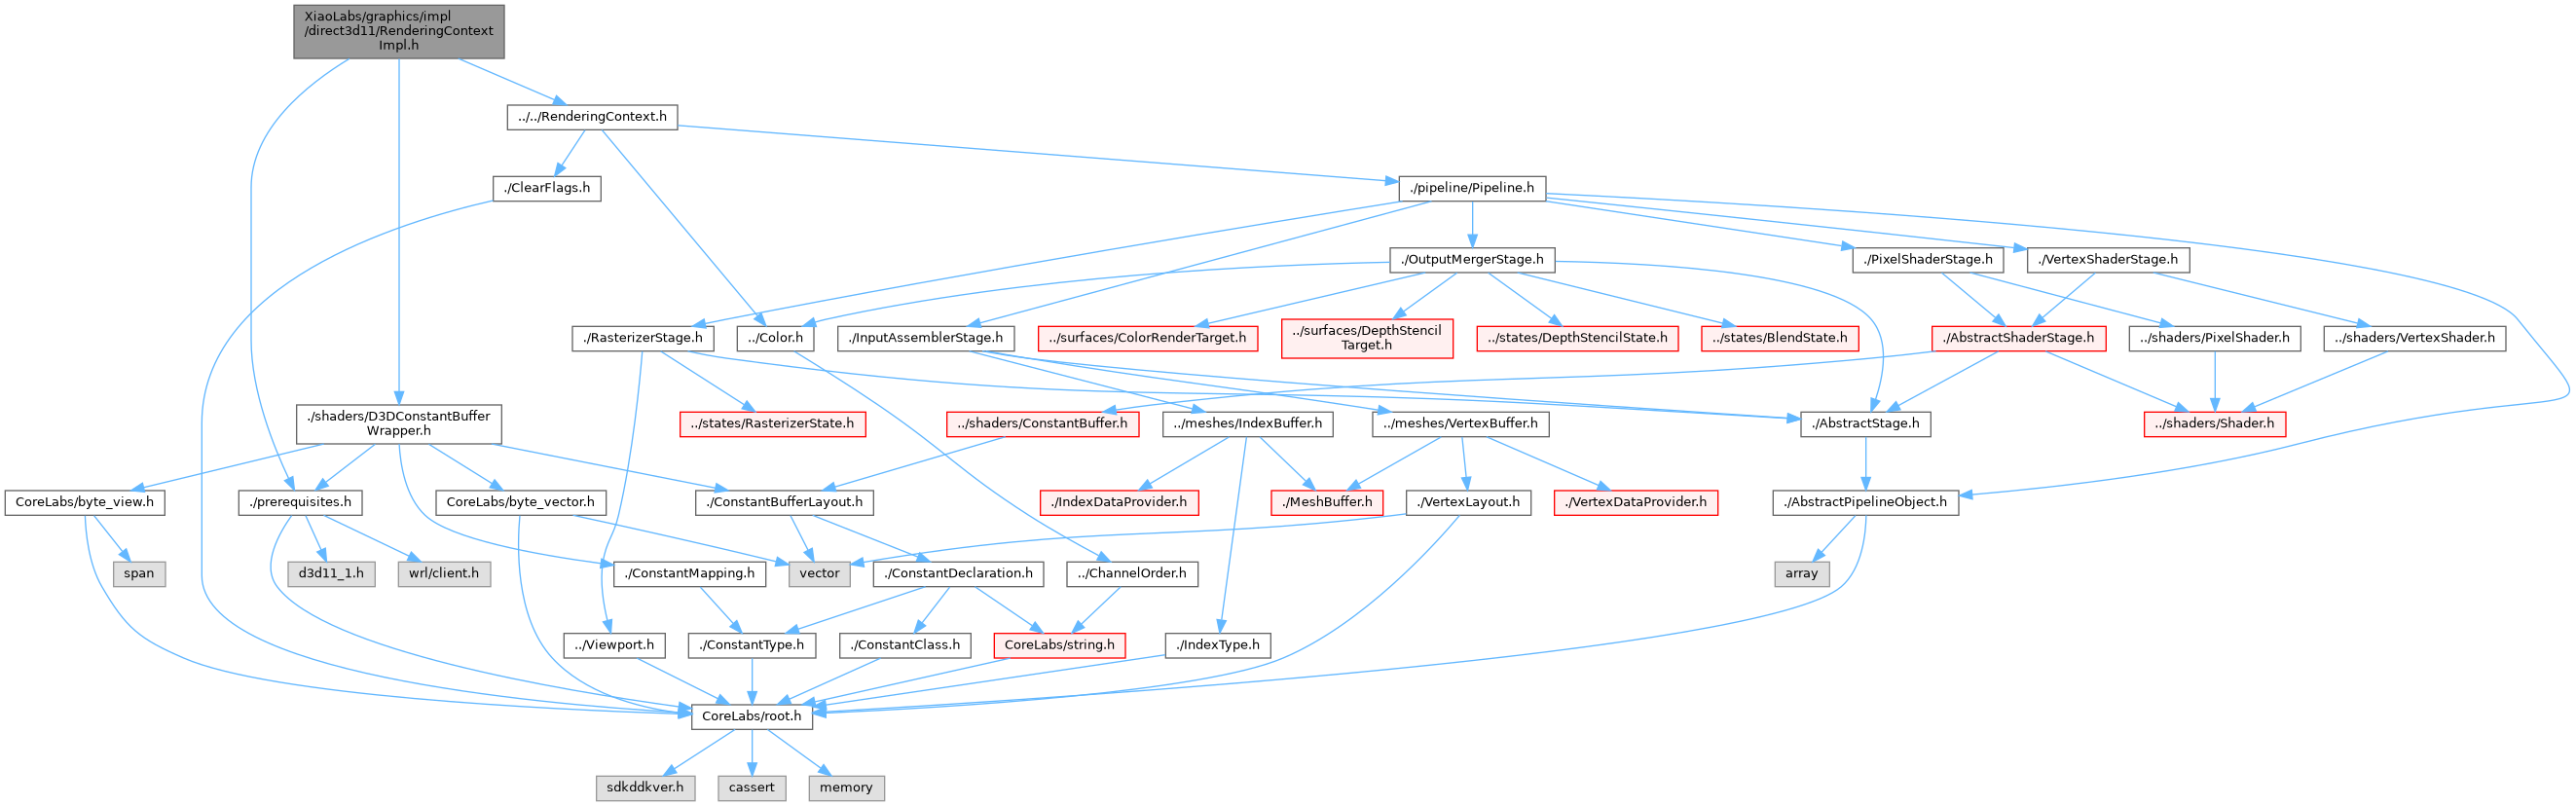 XiaoLabs/graphics/impl
/direct3d11/RenderingContext
Impl.h
../../RenderingContext.h
./ClearFlags.h
./pipeline/Pipeline.h
./OutputMergerStage.h
./PixelShaderStage.h
./VertexShaderStage.h
./RasterizerStage.h
../Color.h
./InputAssemblerStage.h
../surfaces/ColorRenderTarget.h
../surfaces/DepthStencil
Target.h
../states/DepthStencilState.h
../states/BlendState.h
./AbstractShaderStage.h
../shaders/PixelShader.h
../shaders/VertexShader.h
./shaders/D3DConstantBuffer
Wrapper.h
../states/RasterizerState.h
../shaders/ConstantBuffer.h
../meshes/IndexBuffer.h
../meshes/VertexBuffer.h
./AbstractStage.h
../shaders/Shader.h
CoreLabs/byte_view.h
./prerequisites.h
CoreLabs/byte_vector.h
./ConstantBufferLayout.h
./IndexDataProvider.h
./MeshBuffer.h
./VertexLayout.h
./VertexDataProvider.h
./AbstractPipelineObject.h
span
d3d11_1.h
wrl/client.h
./ConstantMapping.h
vector
./ConstantDeclaration.h
../ChannelOrder.h
array
../Viewport.h
./ConstantType.h
./ConstantClass.h
CoreLabs/string.h
./IndexType.h
CoreLabs/root.h
sdkddkver.h
cassert
memory